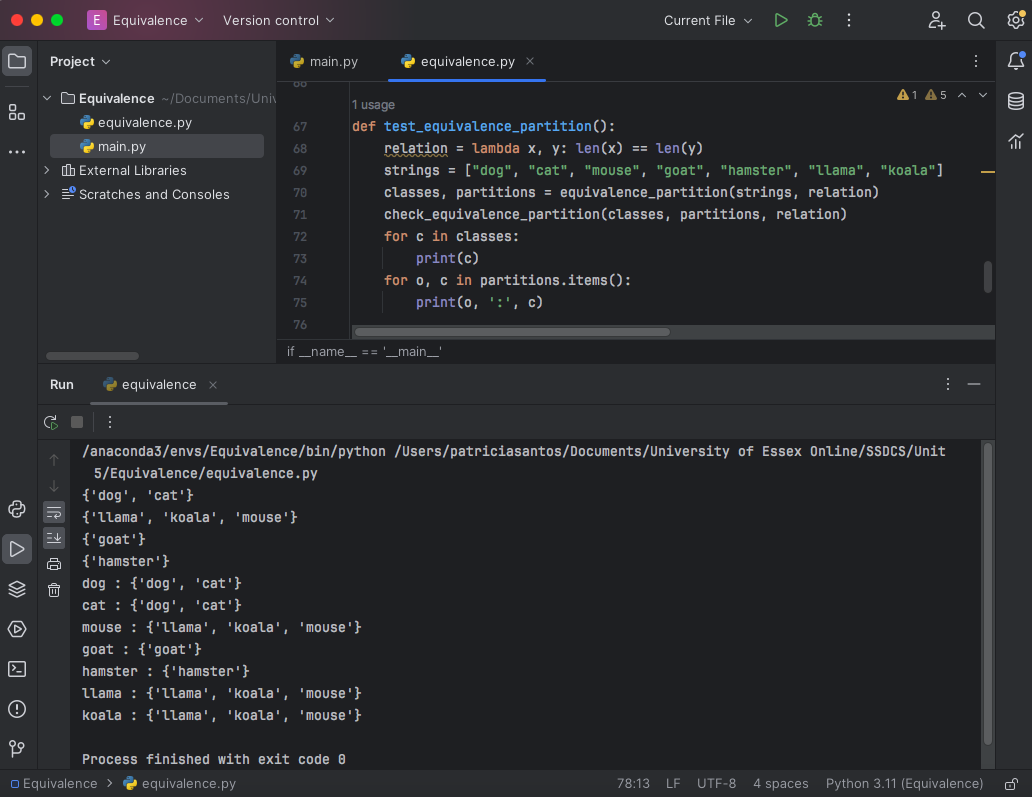 E Equivalence Version control Current File
Project
main.py equivalence.py
Equivalence ~/Documents/Univ
equivalence.py
main.py
External Libraries
Scratches and Consoles
66
1 usage
1 5
67 def test_equivalence_partition():
68 relation = lambda x, y: len(x) == len(y)
69 strings = ["dog", "cat", "mouse", "goat", "hamster", "llama", "koala"]
70 classes, partitions = equivalence_partition(strings, relation)
71 check_equivalence_partition(classes, partitions, relation)
72 for c in classes:
73 print(c)
74 for o, c in partitions.items():
75 print(o, ':', c)
76
if __name__ == '__main__'
Run equivalence
/anaconda3/envs/Equivalence/bin/python /Users/patriciasantos/Documents/University of Essex Online/SSDCS/Unit
5/Equivalence/equivalence.py
{'dog', 'cat'}
{'llama', 'koala', 'mouse'}
{'goat'}
{'hamster'}
dog : {'dog', 'cat'}
cat : {'dog', 'cat'}
mouse : {'llama', 'koala', 'mouse'}
goat : {'goat'}
hamster : {'hamster'}
llama : {'llama', 'koala', 'mouse'}
koala : {'llama', 'koala', 'mouse'}
Process finished with exit code 0
Equivalence > equivalence.py 78:13 LF UTF-8 4 spaces Python 3.11 (Equivalence)